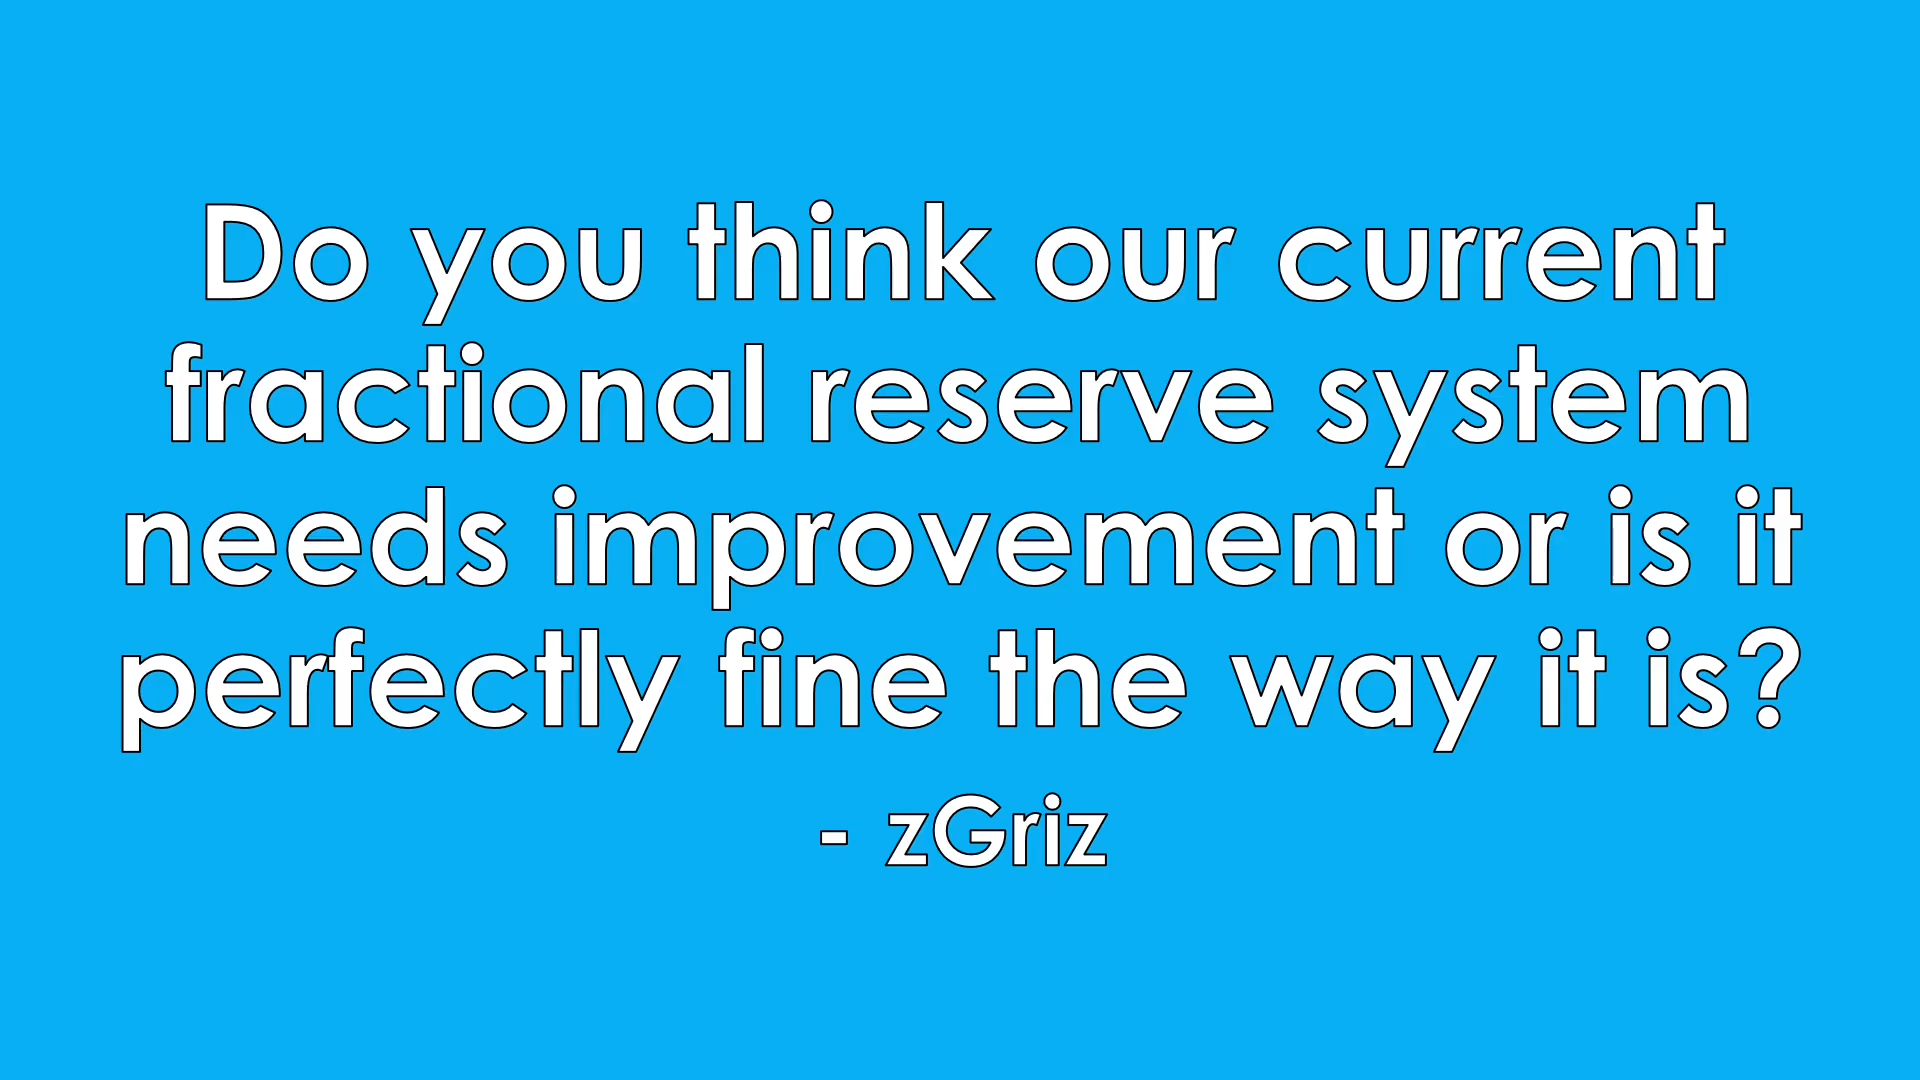 Do you think our current
fractional reserve system
needs improvement or is it
perfectly fine the way it is?
- zGriz